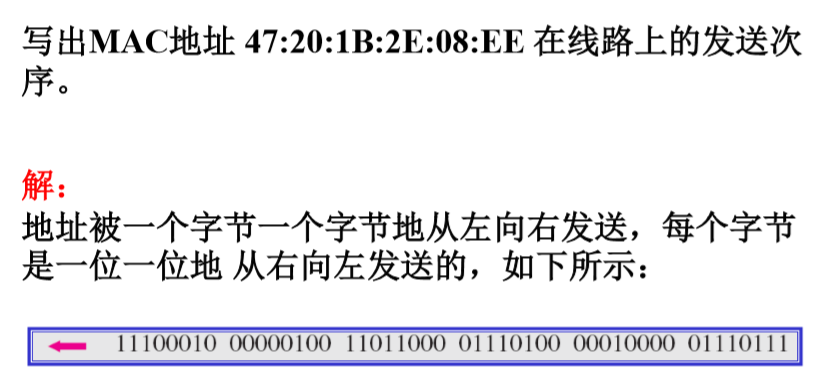 写出MAC地址 47:20:1B:2E:08:EE 在线路上的发送次
序。
解：
地址被一个字节一个字节地从左向右发送，每个字节
是一位一位地 从右向左发送的，如下所示：
11100010 00000100 11011000 01110100 00010000 01110111